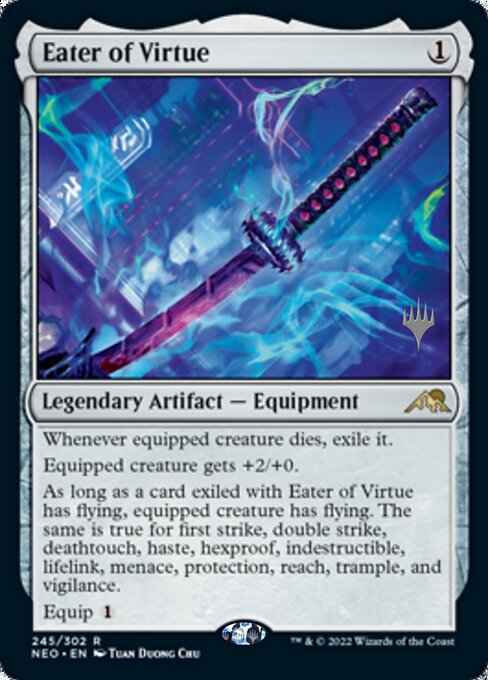 Eater of Virtue 1
Legendary Artifact — Equipment
Whenever equipped creature dies, exile it.
Equipped creature gets +2/+0.
As long as a card exiled with Eater of Virtue
has flying, equipped creature has flying. The
same is true for first strike, double strike,
deathtouch, haste, hexproof, indestructible,
lifelink, menace, protection, reach, trample, and
vigilance.
Equip 1
245/302 R
NEO • EN Tuan Duong Chu
™ & © 2022 Wizards of the Coast